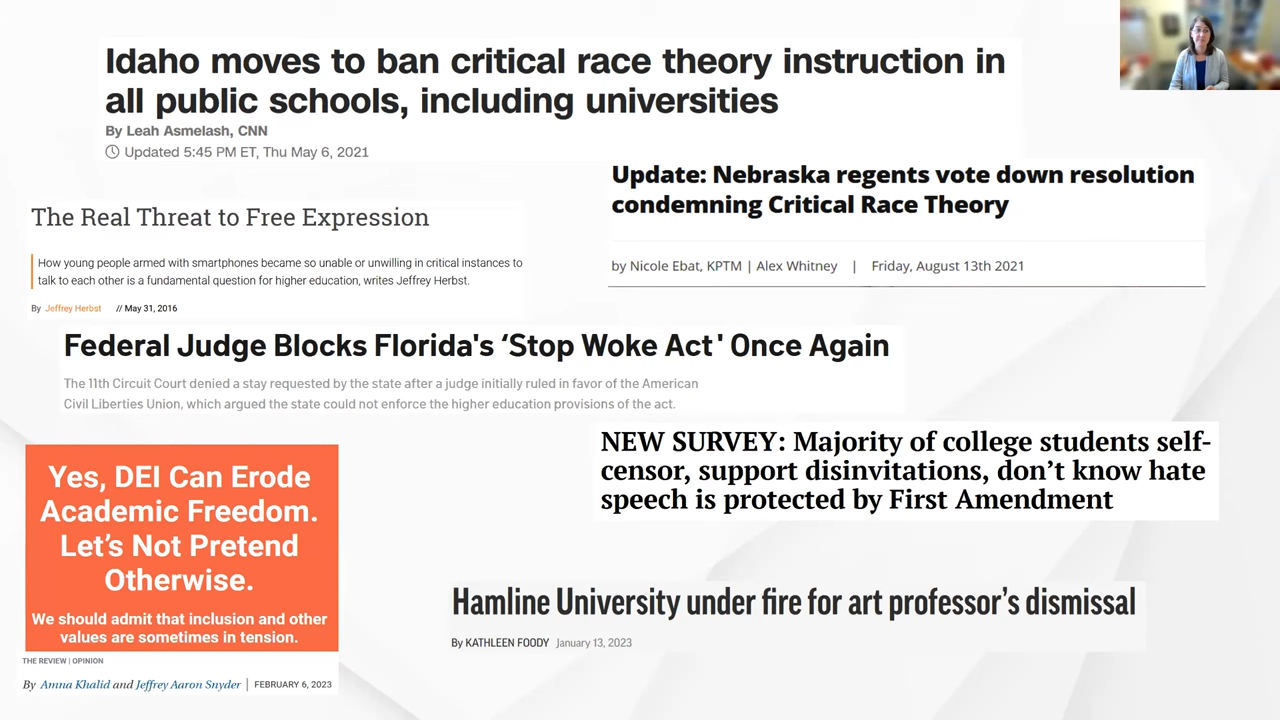 Idaho moves to ban critical race theory instruction in
all public schools, including universities
By Leah Asmelash, CNN
Updated 5:45 PM ET, Thu May 6, 2021
Update: Nebraska regents vote down resolution
condemning Critical Race Theory
by Nicole Ebat, KPTM | Alex Whitney | Friday, August 13th 2021
The Real Threat to Free Expression
How young people armed with smartphones became so unable or unwilling in critical instances to
talk to each other is a fundamental question for higher education, writes Jeffrey Herbst.
By Jeffrey Herbst // May 31, 2016
Federal Judge Blocks Florida's ‘Stop Woke Act' Once Again
The 11th Circuit Court denied a stay requested by the state after a judge initially ruled in favor of the American
Civil Liberties Union, which argued the state could not enforce the higher education provisions of the act.
NEW SURVEY: Majority of college students self-
censor, support disinvitations, don’t know hate
speech is protected by First Amendment
Yes, DEI Can Erode
Academic Freedom.
Let’s Not Pretend
Otherwise.
We should admit that inclusion and other
values are sometimes in tension.
THE REVIEW | OPINION
By Amna Khalid and Jeffrey Aaron Snyder | FEBRUARY 6, 2023
Hamline University under fire for art professor’s dismissal
By KATHLEEN FOODY January 13, 2023